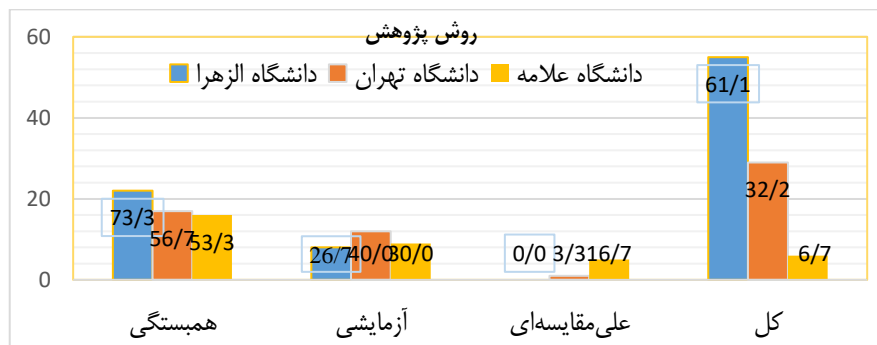 روش پژوهش
دانشگاه الزهرا دانشگاه تهران دانشگاه علامه
60
40
20
0
73/3 56/7 53/3
26/7 40/0 30/0
0/0 3/3 16/7
61/1 32/2 6/7
همبستگی آزمایشی علی‌مقایسه‌ای کل